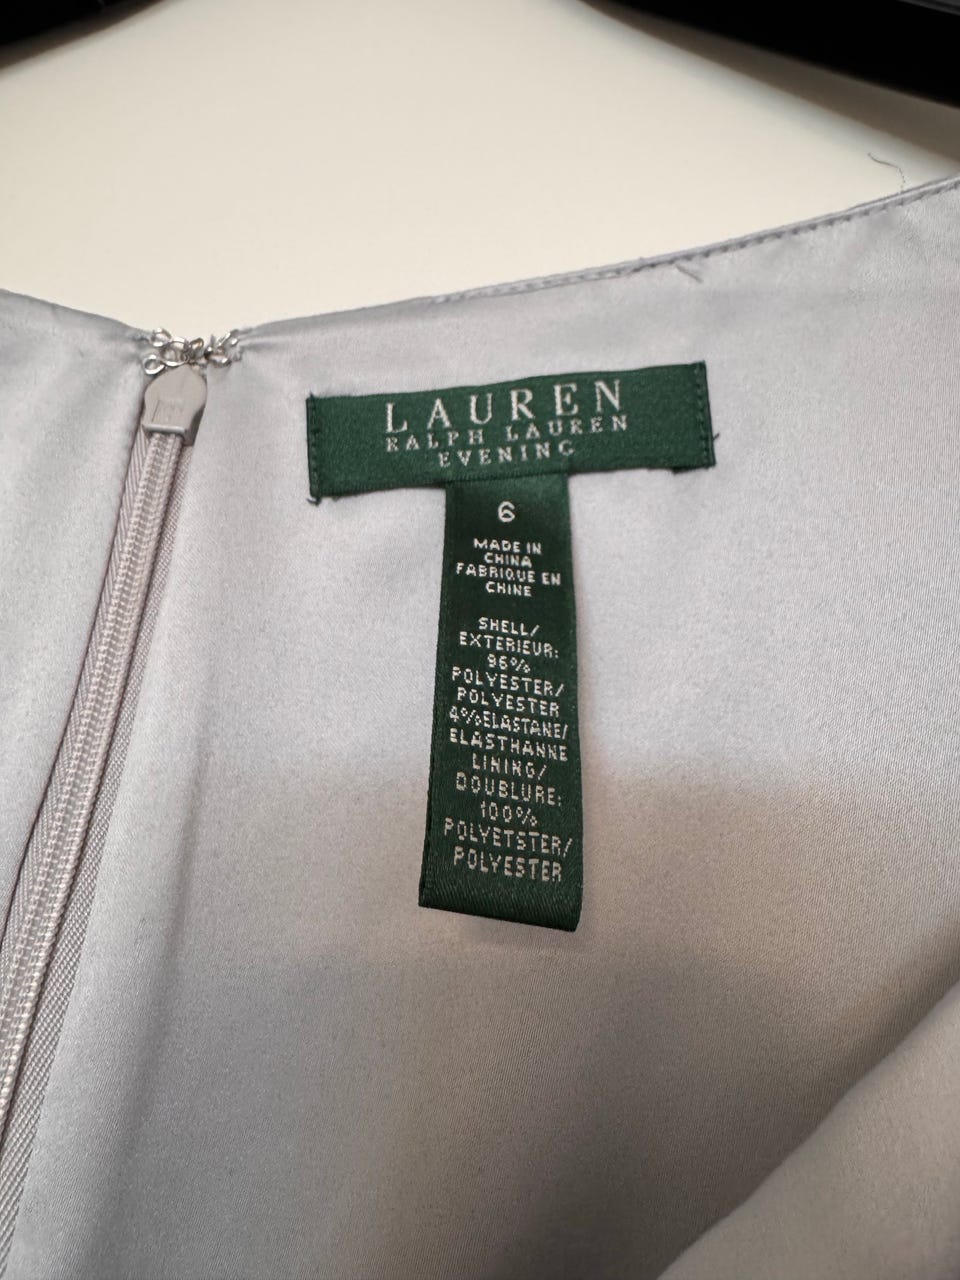 LAUREN
RALPH LAUREN
EVENING
6
MADE IN
CHINA
FABRIQUE EN
CHINE
SHELL/
EXTERIEUR:
96%
POLYESTER/
POLYESTER
4%ELASTANE/
ELASTHANNE
LINING/
DOUBLURE:
100%
POLYETSTER/
POLYESTER